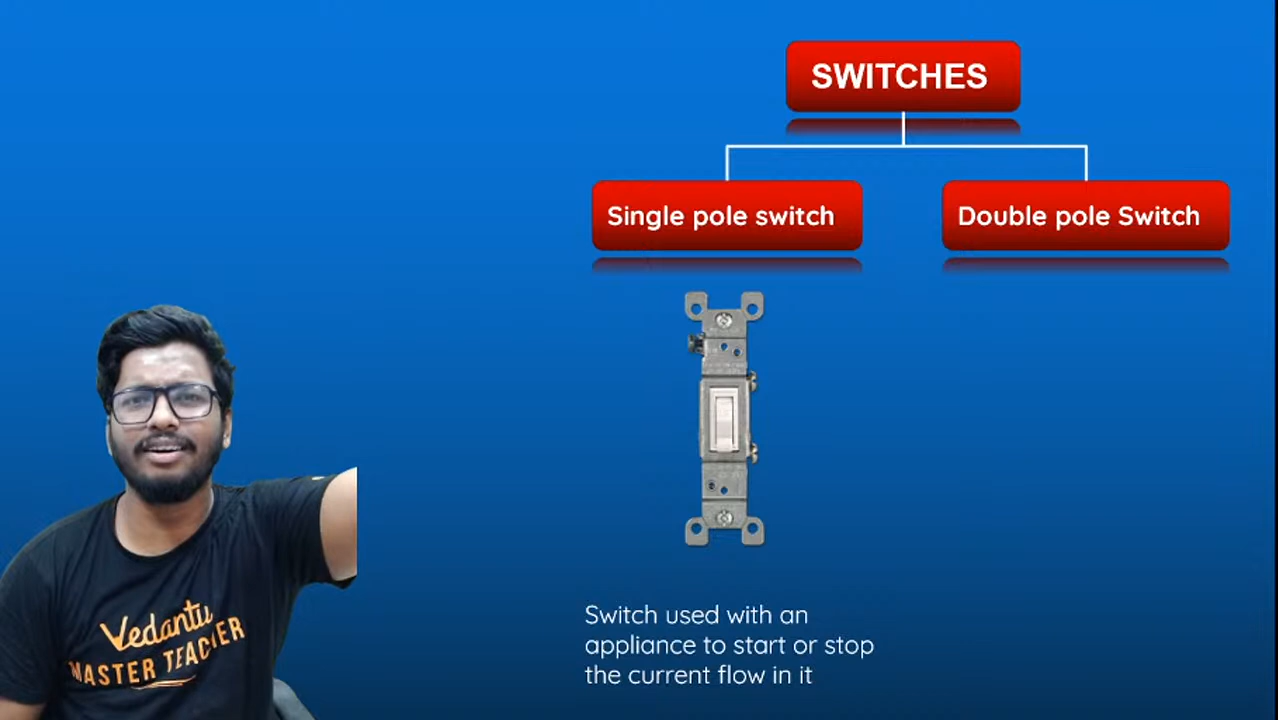 SWITCHES
Single pole switch
Double pole Switch
Switch used with an
appliance to start or stop
the current flow in it
Vedantu
MASTER TEACHER